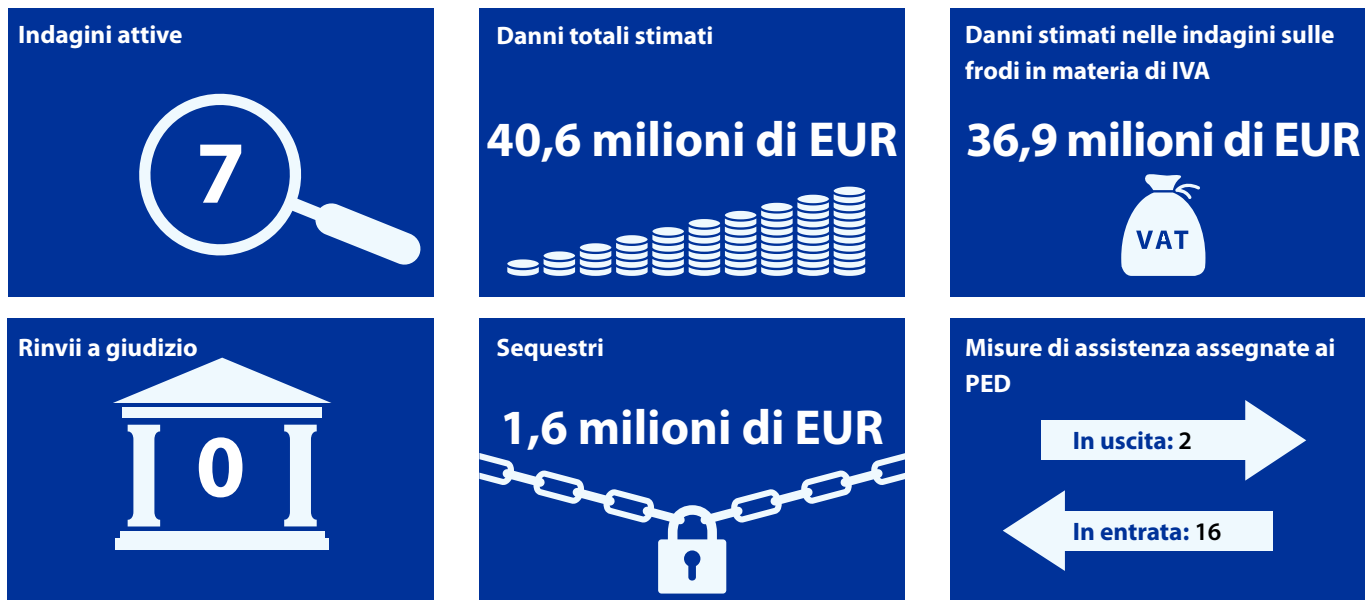 Indagini attive
7
Danni totali stimati
40,6 milioni di EUR
Danni stimati nelle indagini sulle
frodi in materia di IVA
36,9 milioni di EUR
VAT
Rinvii a giudizio
0
Sequestri
1,6 milioni di EUR
Misure di assistenza assegnate ai
PED
In uscita: 2
In entrata: 16